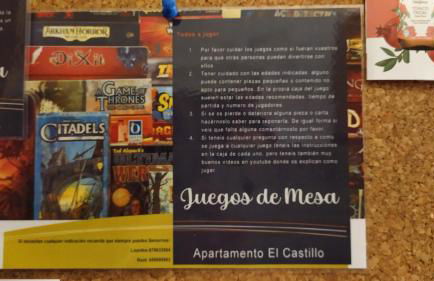 ARKHAM HORROR
DiXit
A GAME OF
THRONES
CITADELS
Todos a jugar
1. Por favor cuidar los juegos como si fueran vuestros
para que otras personas puedan divertirse con
ellos
2. Tener cuidado con las edades indicadas. alguno
puede contener piezas pequeñas o contenido no
apto para pequeños. En la propia caja del juego
suelen estar las edades recomendadas, tiempo de
partida y numero de jugadores.
3. Si se os pierde o deteriora alguna pieza o carta
hacérnoslo saber para reponerla. De igual forma si
veis que falta alguna comentárnoslo por favor.
4. Si teneis cualquier pregunta con respecto a como
se juega a cualquier juego teneis las instrucciones
en la caja de cada uno, pero teneis también muy
buenos videos en youtube donde os explican como
jugar.
Juegos de Mesa
Apartamento El Castillo